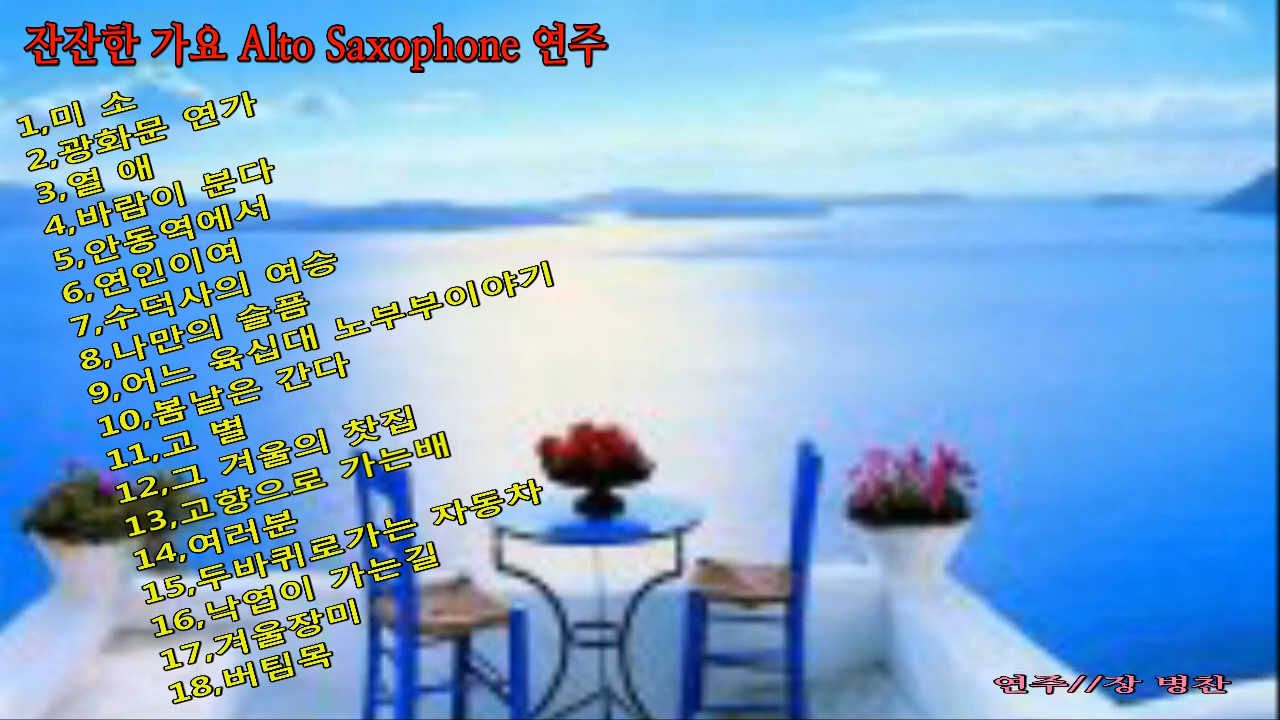 잔잔한 가요 Alto Saxophone 연주
1,미 소
2,광화문 연가
3,열 애
4,바람이 분다
5,안동역에서
6,연인이여
7,수덕사의 여승
8,나만의 슬픔
9,어느 육십대 노부부이야기
10,봄날은 간다
11,고 별
12,그 겨울의 찻집
13,고향으로 가는배
14,여러분
15,두바퀴로가는 자동차
16,낙엽이 가는길
17,겨울장미
18,버팀목
연주//장 병찬